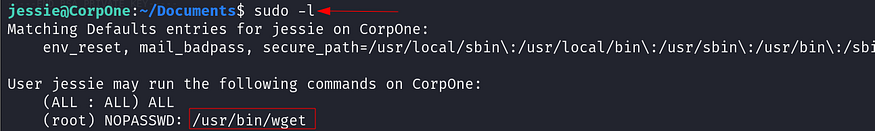 jessie@CorpOne:~/Documents$ sudo -l
Matching Defaults entries for jessie on CorpOne:
    env_reset, mail_badpass, secure_path=/usr/local/sbin\:/usr/local/bin\:/usr/sbin\:/usr/bin\:/sbi
User jessie may run the following commands on CorpOne:
    (ALL : ALL) ALL
    (root) NOPASSWD: /usr/bin/wget